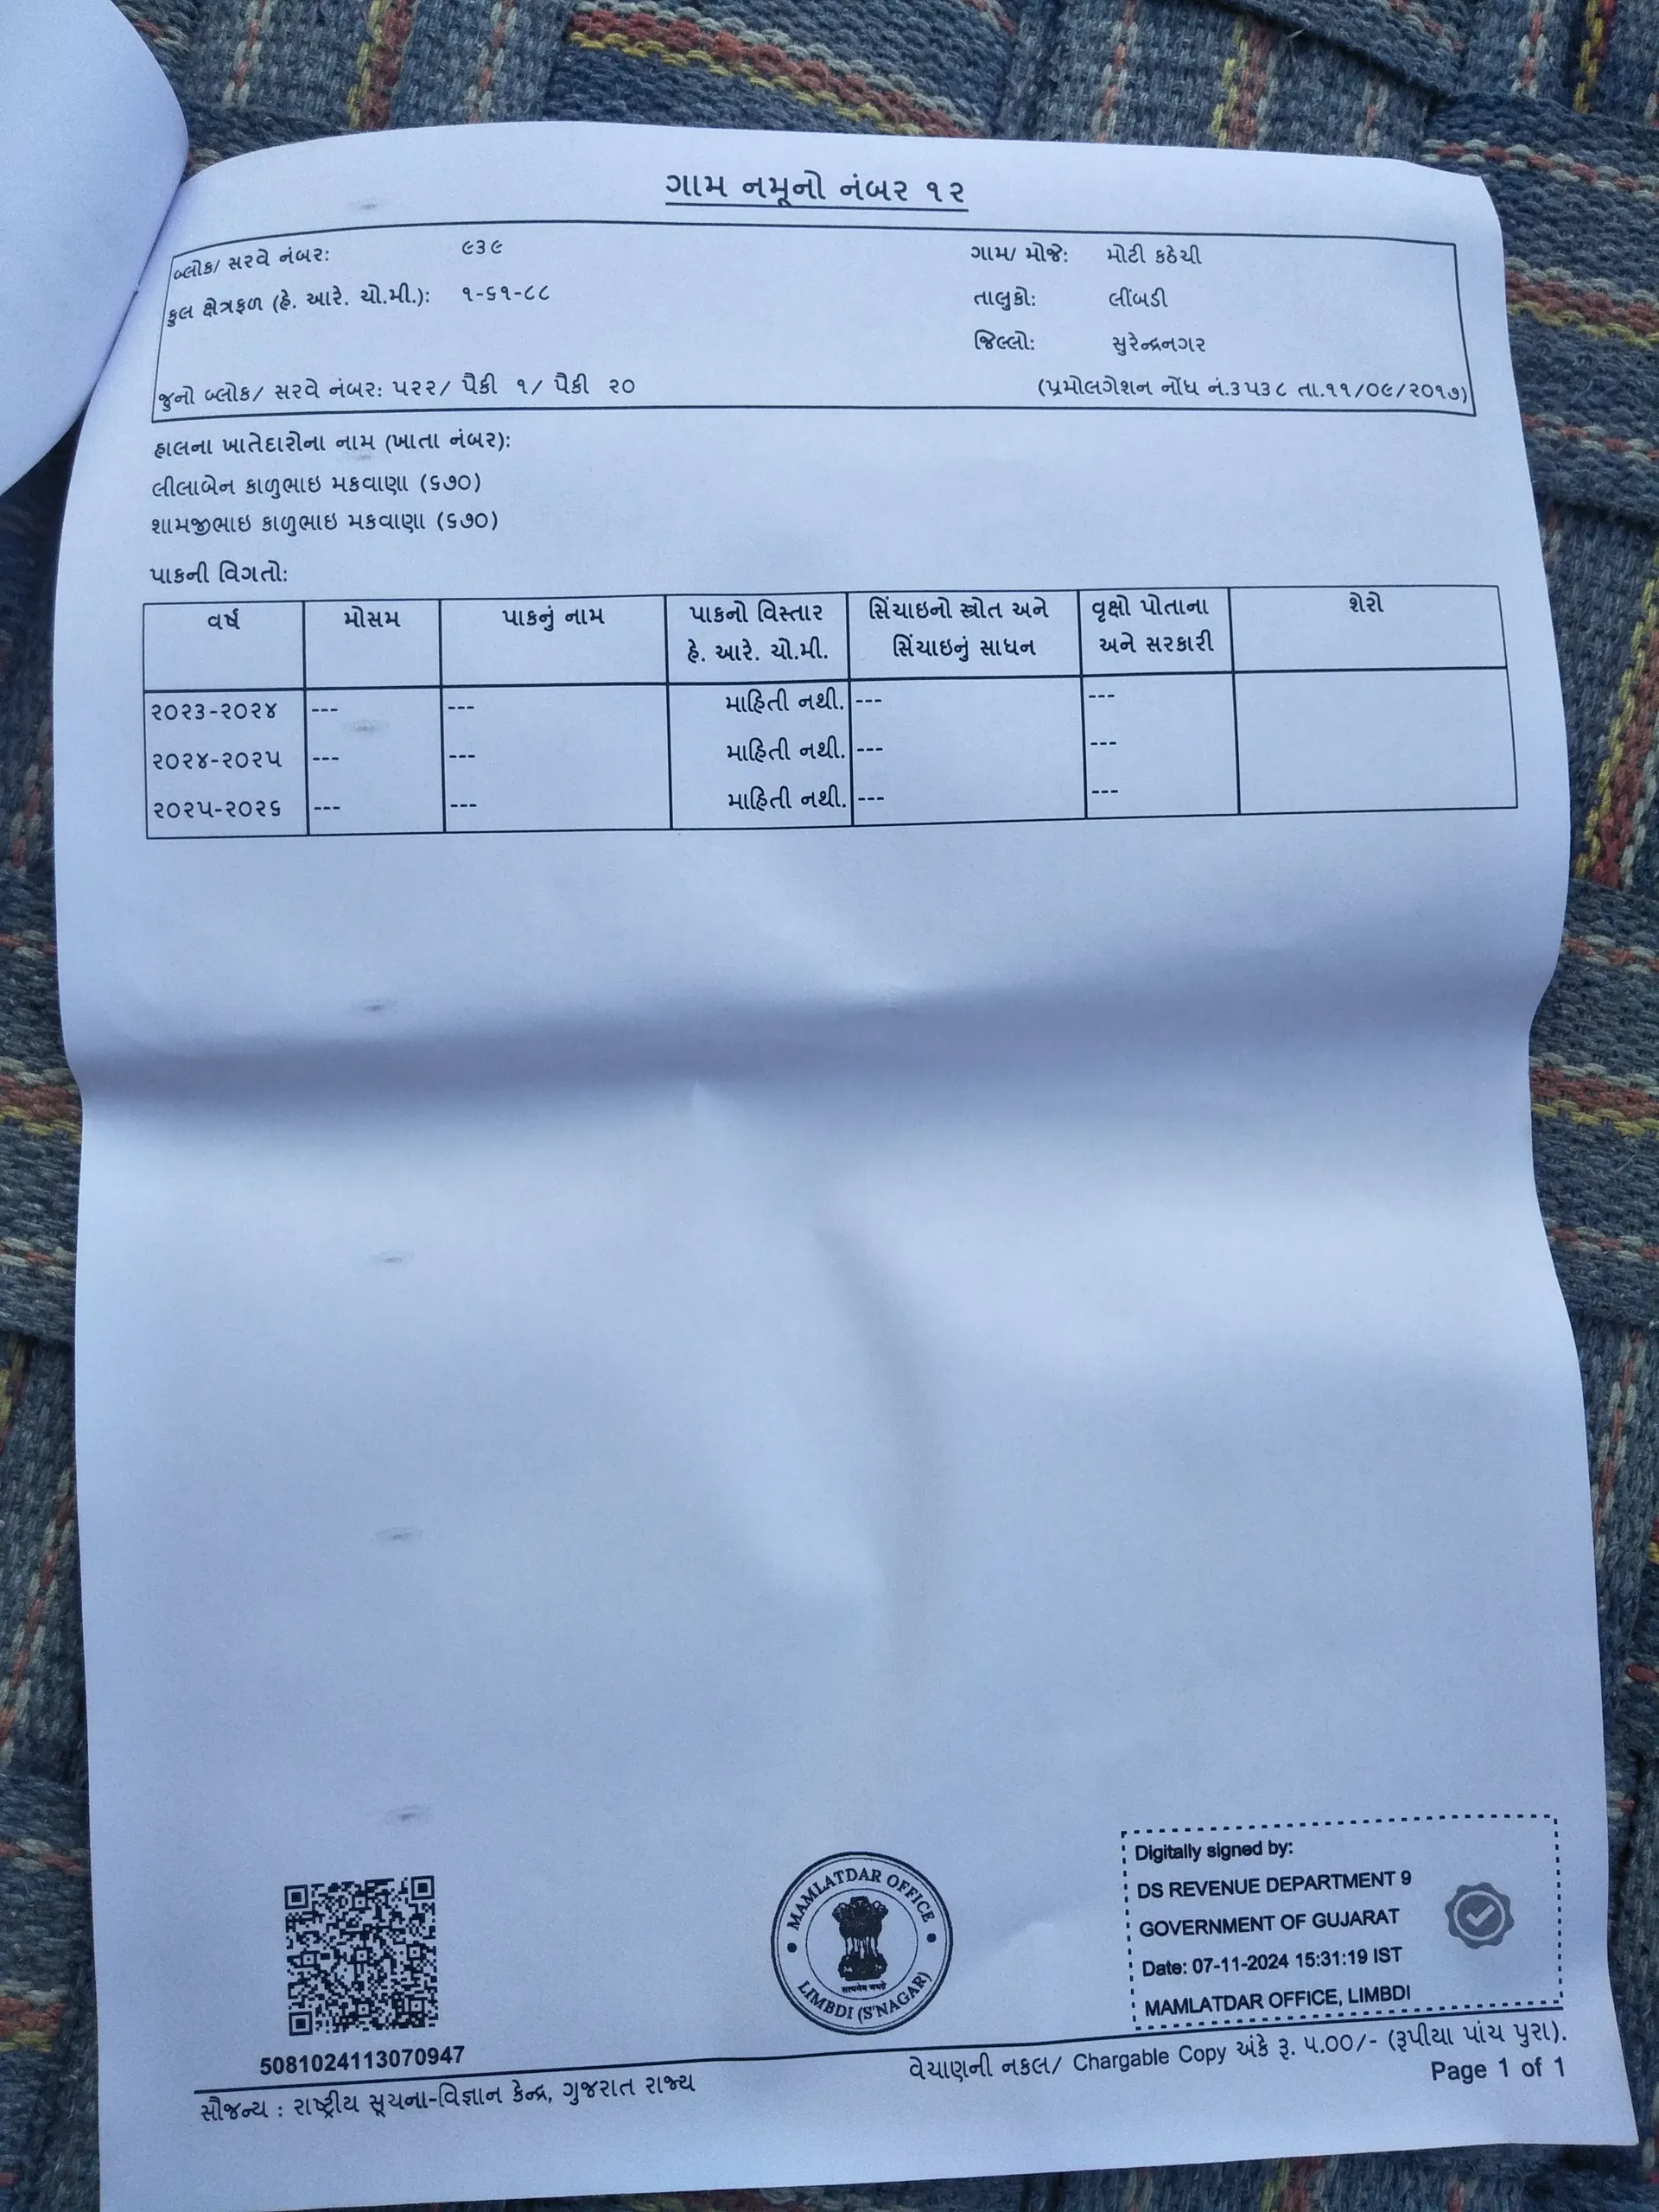 ગામ નમૂનો નંબર ૧૨
બ્લોક/ સરવે નંબર: ૯૩૯ ગામ/ મોજે: મોટી કઠેચી
કુલ ક્ષેત્રફળ (હે. આરે. ચો.મી.): ૧-૬૧-૮૮ તાલુકો: લીંબડી
જિલ્લો: સુરેન્દ્રનગર
જુનો બ્લોક/ સરવે નંબર: ૫૨૨/ પૈકી ૧/ પૈકી ૨૦ (પ્રમોલગેશન નોંધ નં.૩૫૩૮ તા.૧૧/૦૯/૨૦૧૭)
હાલના ખાતેદારોના નામ (ખાતા નંબર):
લીલાબેન કાળુભાઇ મકવાણા (૬૭૦)
શામજીભાઇ કાળુભાઇ મકવાણા (૬૭૦)
પાકની વિગતો:
વર્ષ મોસમ પાકનું નામ પાકનો વિસ્તાર સિંચાઇનો સ્ત્રોત અને વૃક્ષો પોતાના શેરો
હે. આરે. ચો.મી. સિંચાઇનું સાધન અને સરકારી
૨૦૨૩-૨૦૨૪ --- --- માહિતી નથી. --- ---
૨૦૨૪-૨૦૨૫ --- --- માહિતી નથી. --- ---
૨૦૨૫-૨૦૨૬ --- --- માહિતી નથી. --- ---
Digitally signed by:
DS REVENUE DEPARTMENT 9
GOVERNMENT OF GUJARAT
Date: 07-11-2024 15:31:19 IST
MAMLATDAR OFFICE, LIMBDI
MAMLATDAR OFFICE
सत्यमेव जयते
LIMBDI (S'NAGAR)
5081024113070947
સૌજન્ય : રાષ્ટ્રીય સૂચના-વિજ્ઞાન કેન્દ્ર, ગુજરાત રાજ્ય વેચાણની નકલ/ Chargable Copy અંકે રૂ. ૫.00/- (રૂપીયા પાંચ પુરા).
Page 1 of 1